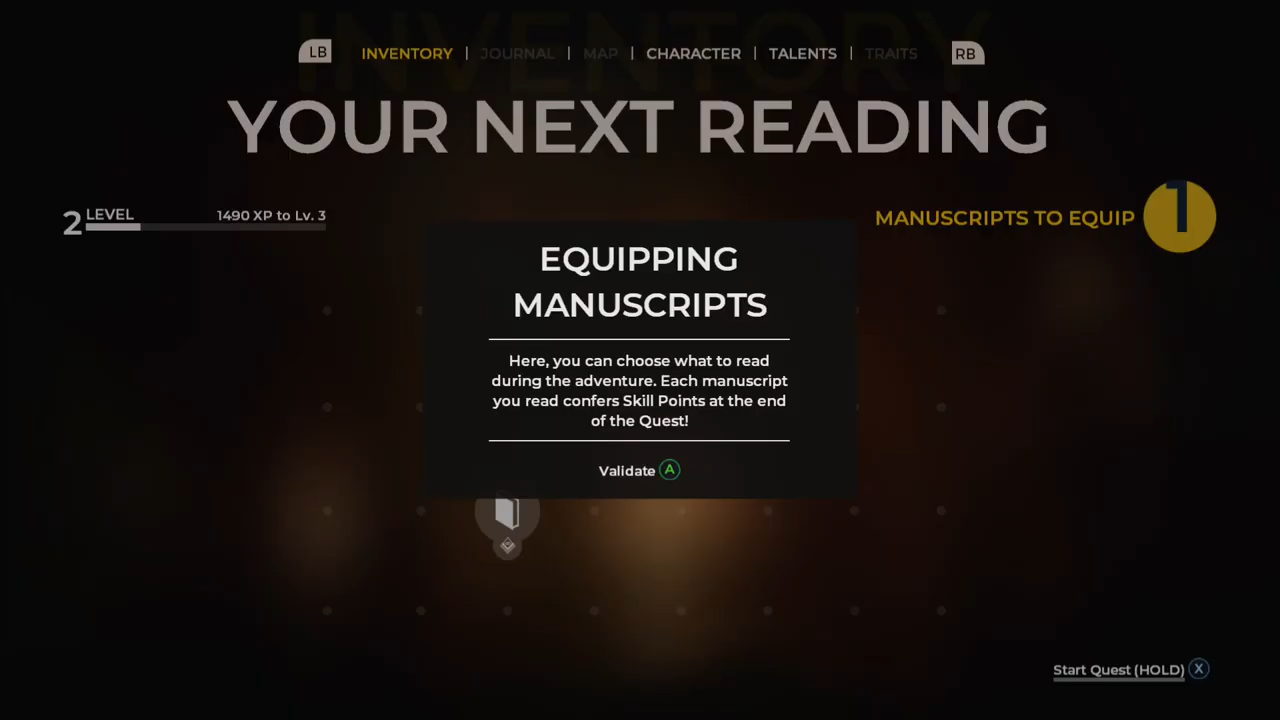 INVENTORY
LB INVENTORY | JOURNAL | MAP | CHARACTER | TALENTS | TRAITS RB
YOUR NEXT READING
2 LEVEL 1490 XP to Lv. 3
MANUSCRIPTS TO EQUIP 1
EQUIPPING
MANUSCRIPTS
Here, you can choose what to read
during the adventure. Each manuscript
you read confers Skill Points at the end
of the Quest!
Validate A
Start Quest (HOLD) X